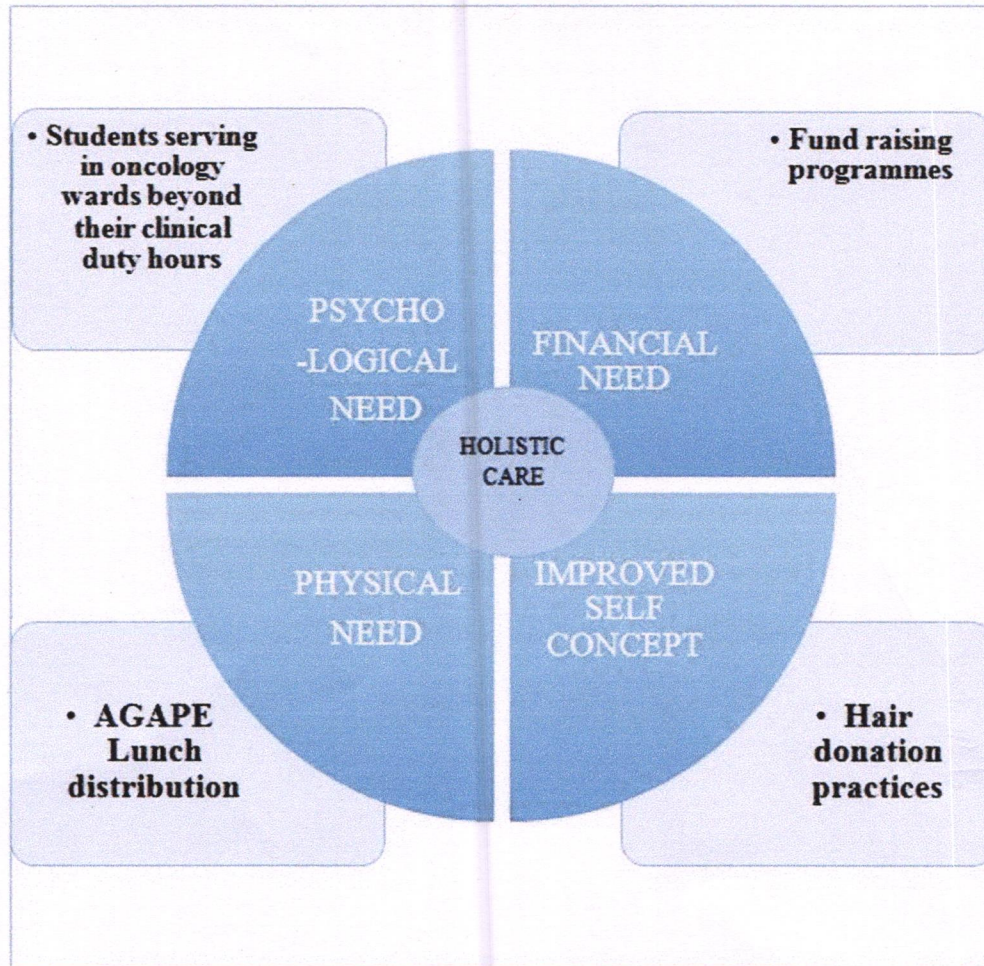 • Students serving
in oncology
wards beyond
their clinical
duty hours
• Fund raising
programmes
PSYCHO
-LOGICAL
NEED
FINANCIAL
NEED
HOLISTIC
CARE
PHYSICAL
NEED
IMPROVED
SELF
CONCEPT
• AGAPE
Lunch
distribution
• Hair
donation
practices